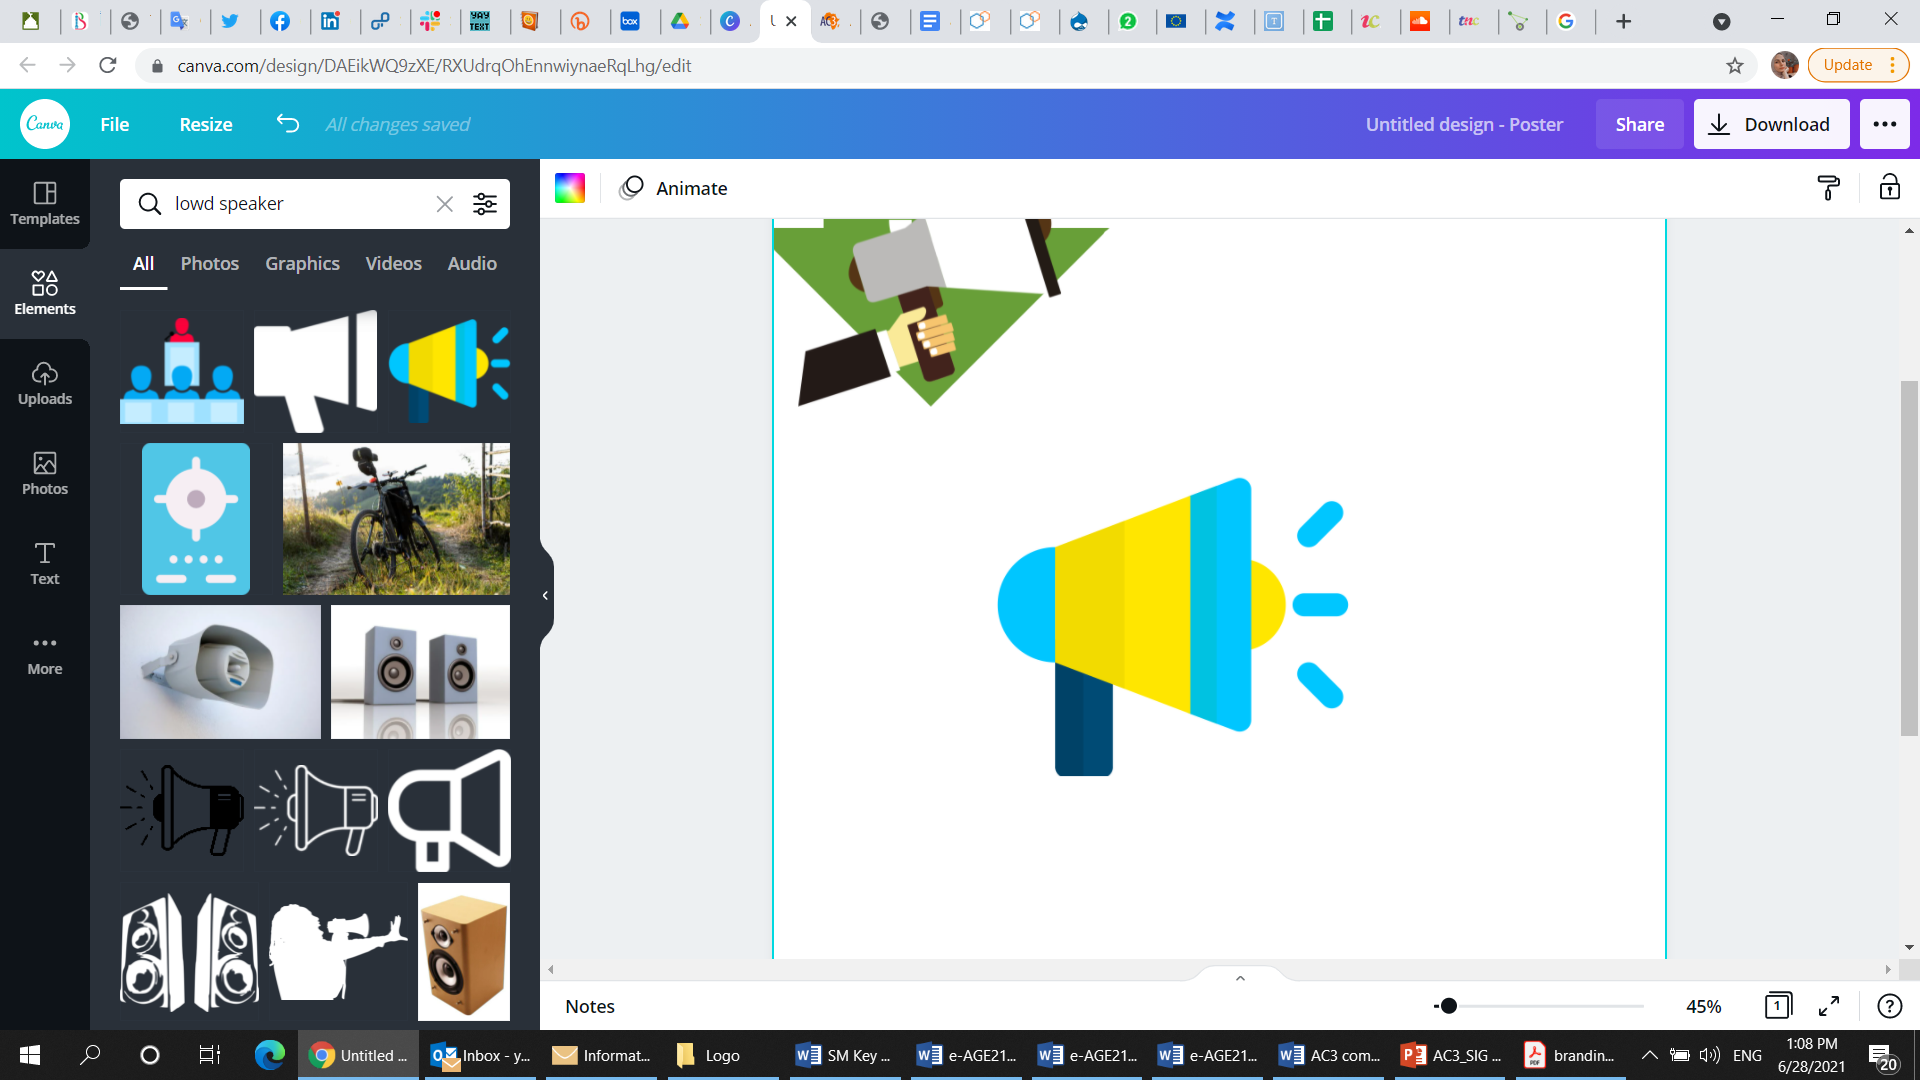 canva.com/design/DAEikWQ9zXE/RXUdrqOhEnnwiynaeRqLhg/edit
Update
Canva
File
Resize
All changes saved
Untitled design - Poster
Share
Download
Templates
Elements
Uploads
Photos
Text
More
lowd speaker
All
Photos
Graphics
Videos
Audio
Animate
Notes
45%
1
Untitled ...
Inbox - y...
Informat...
Logo
SM Key ...
e-AGE21...
e-AGE21...
e-AGE21...
AC3 com...
AC3_SIG ...
brandin...
ENG
1:08 PM
6/28/2021
20